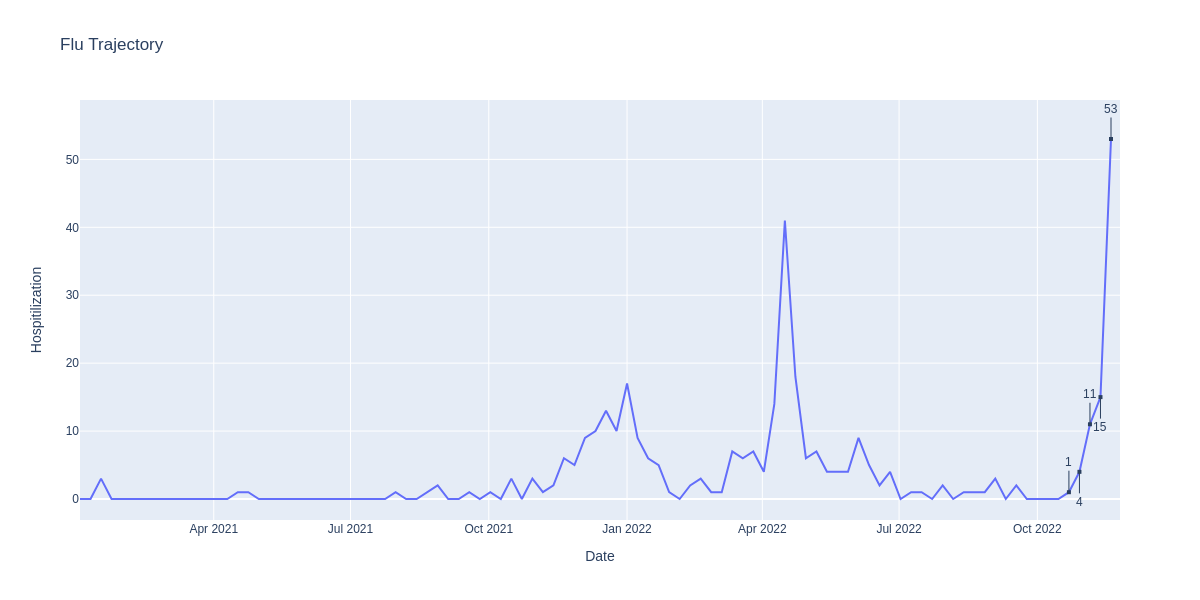 Flu Trajectory
53
50
40
30
20
10
0
Hospitilization
11
15
1
4
Apr 2021
Jul 2021
Oct 2021
Jan 2022
Apr 2022
Jul 2022
Oct 2022
Date